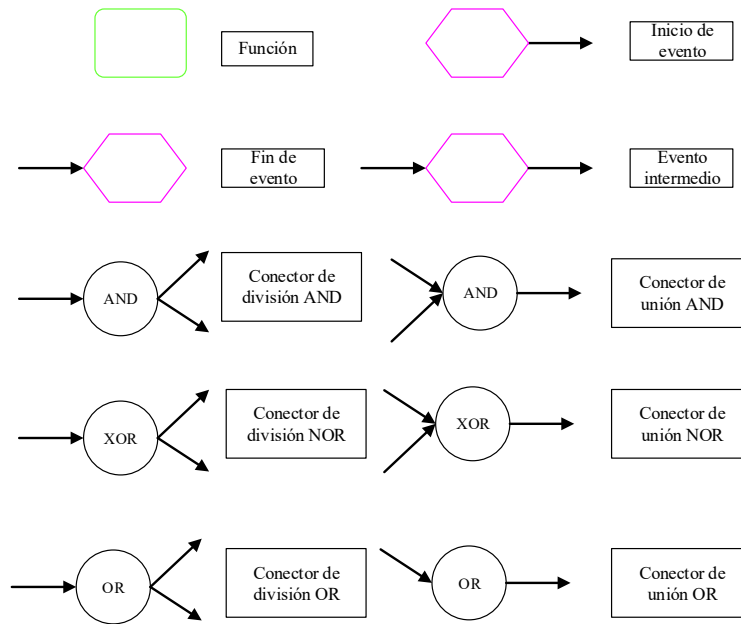 Función
Inicio de
evento
Fin de
evento
Evento
intermedio
AND
Conector de
división AND
AND
Conector de
unión AND
XOR
Conector de
división NOR
XOR
Conector de
unión NOR
OR
Conector de
división OR
OR
Conector de
unión OR